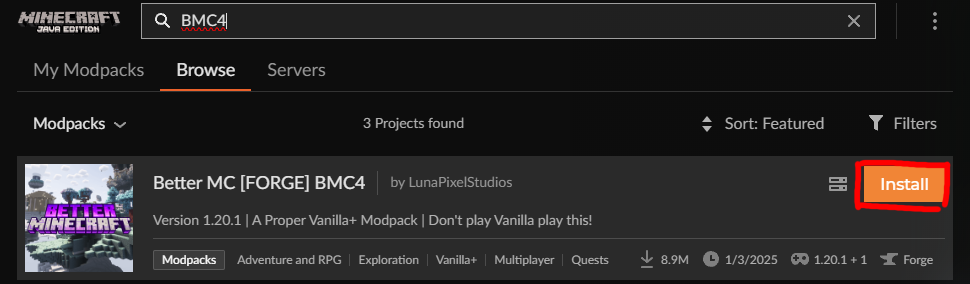 MINECRAFT
JAVA EDITION
BMC4
My Modpacks Browse Servers
Modpacks 3 Projects found Sort: Featured Filters
Better MC [FORGE] BMC4 by LunaPixelStudios Install
BETTER
MINECRAFT
Version 1.20.1 | A Proper Vanilla+ Modpack | Don't play Vanilla play this!
Modpacks Adventure and RPG Exploration Vanilla+ Multiplayer Quests 8.9M 1/3/2025 1.20.1 + 1 Forge